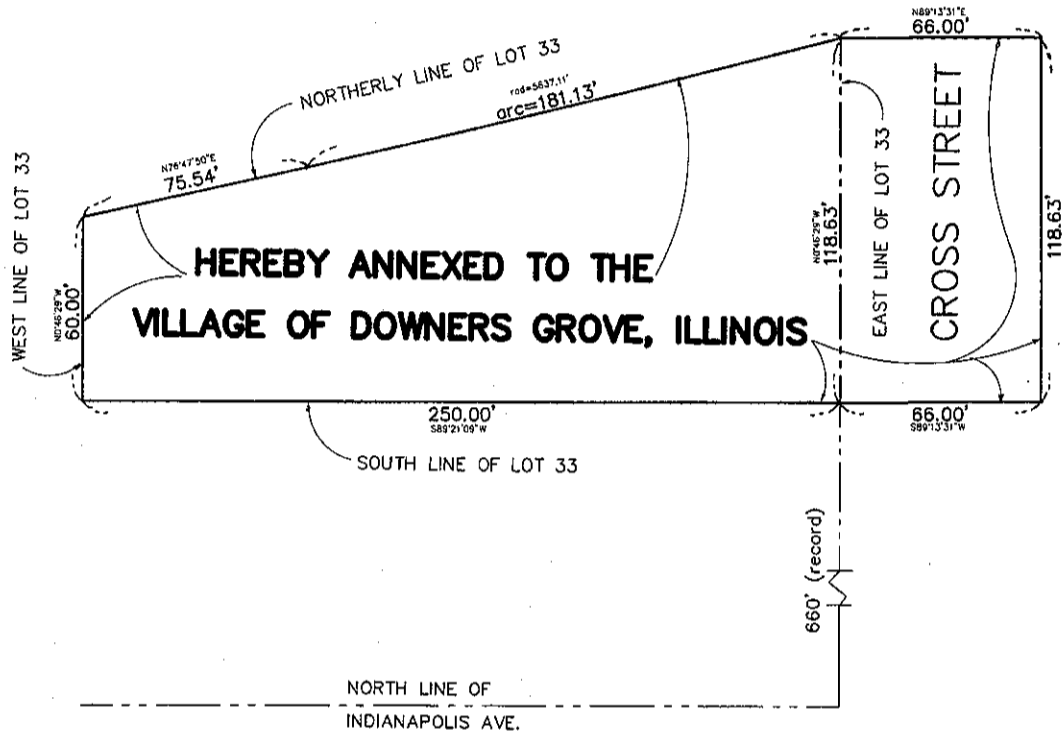 N89°13'31"E
66.00'
NORTHERLY LINE OF LOT 33
rad=5637.11'
arc=181.13'
N76°47'50"E
75.54'
WEST LINE OF LOT 33
N0°46'29"W
60.00'
HEREBY ANNEXED TO THE
VILLAGE OF DOWNERS GROVE, ILLINOIS
N0°46'29"W
118.63'
EAST LINE OF LOT 33
CROSS STREET
118.63'
250.00'
S89°21'09"W
66.00'
S89°13'31"W
SOUTH LINE OF LOT 33
660' (record)
NORTH LINE OF
INDIANAPOLIS AVE.